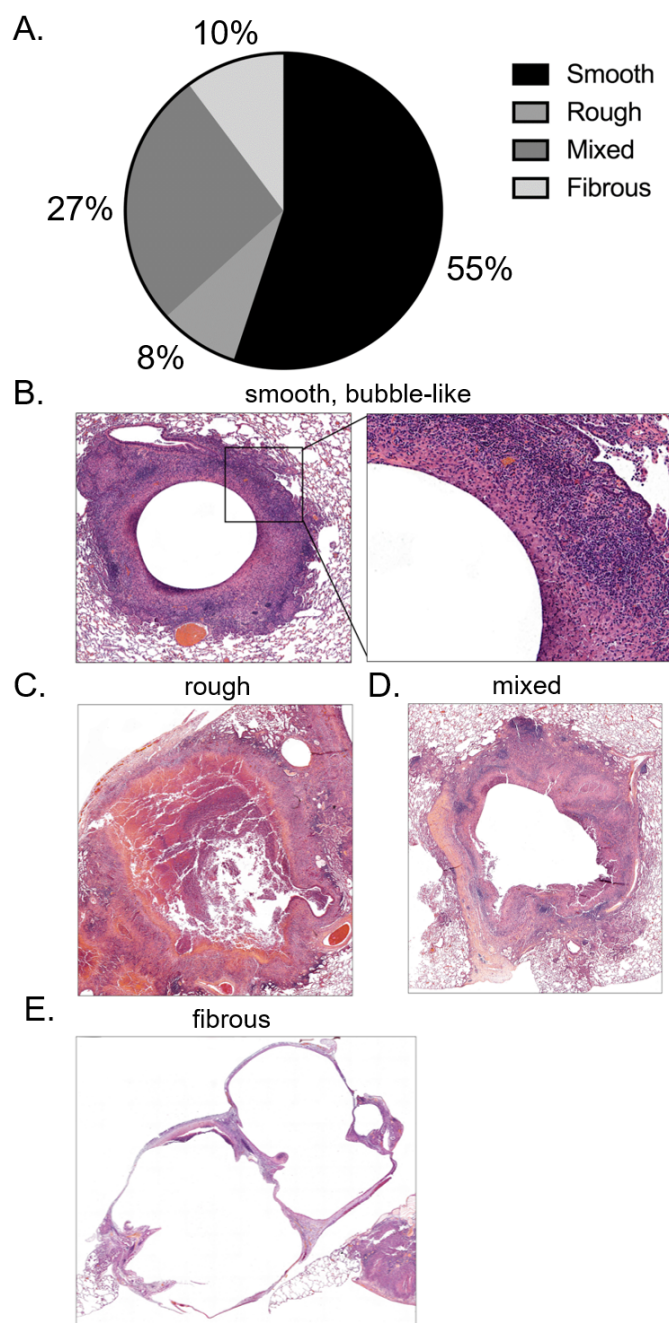 A.
10%
Smooth
Rough
Mixed
Fibrous
27%
55%
8%
B.
smooth, bubble-like
C.
rough
D.
mixed
E.
fibrous